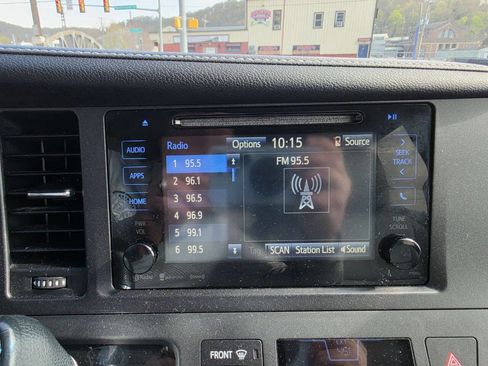 Radio
Options
10:15
Source
1 95.5
2 96.1
3 96.5
4 96.9
5 99.1
6 99.5
FM 95.5
Tag
SCAN
Station List
Sound
AUDIO
APPS
HOME
PWR
VOL
SEEK
TRACK
TUNE
SCROLL
Radio
FRONT